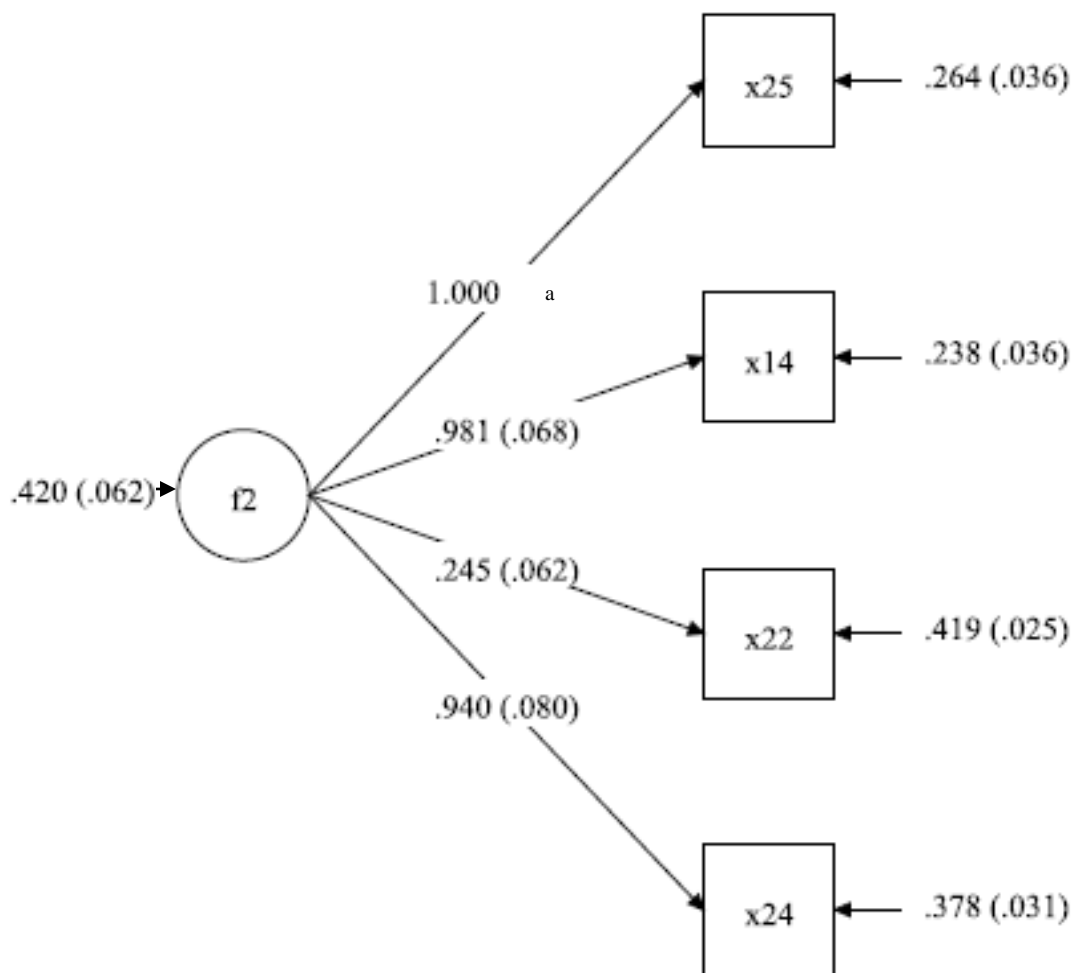 x25
.264 (.036)
1.000 a
x14
.238 (.036)
.981 (.068)
.420 (.062)
f2
.245 (.062)
x22
.419 (.025)
.940 (.080)
x24
.378 (.031)